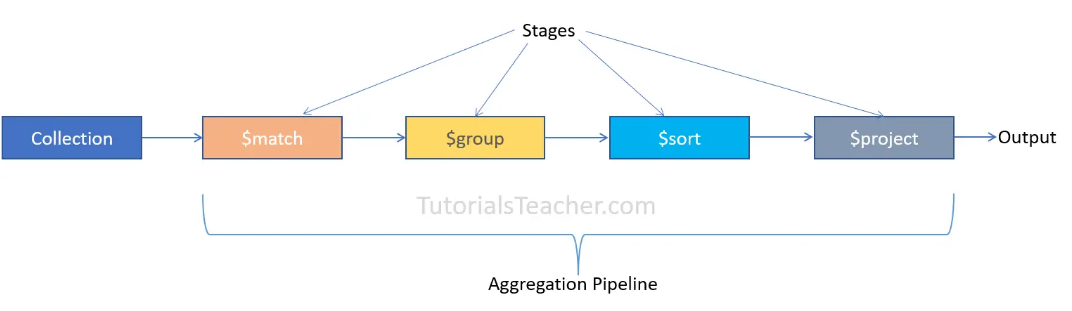 Stages
Collection
$match
$group
$sort
$project
Output
TutorialsTeacher.com
Aggregation Pipeline